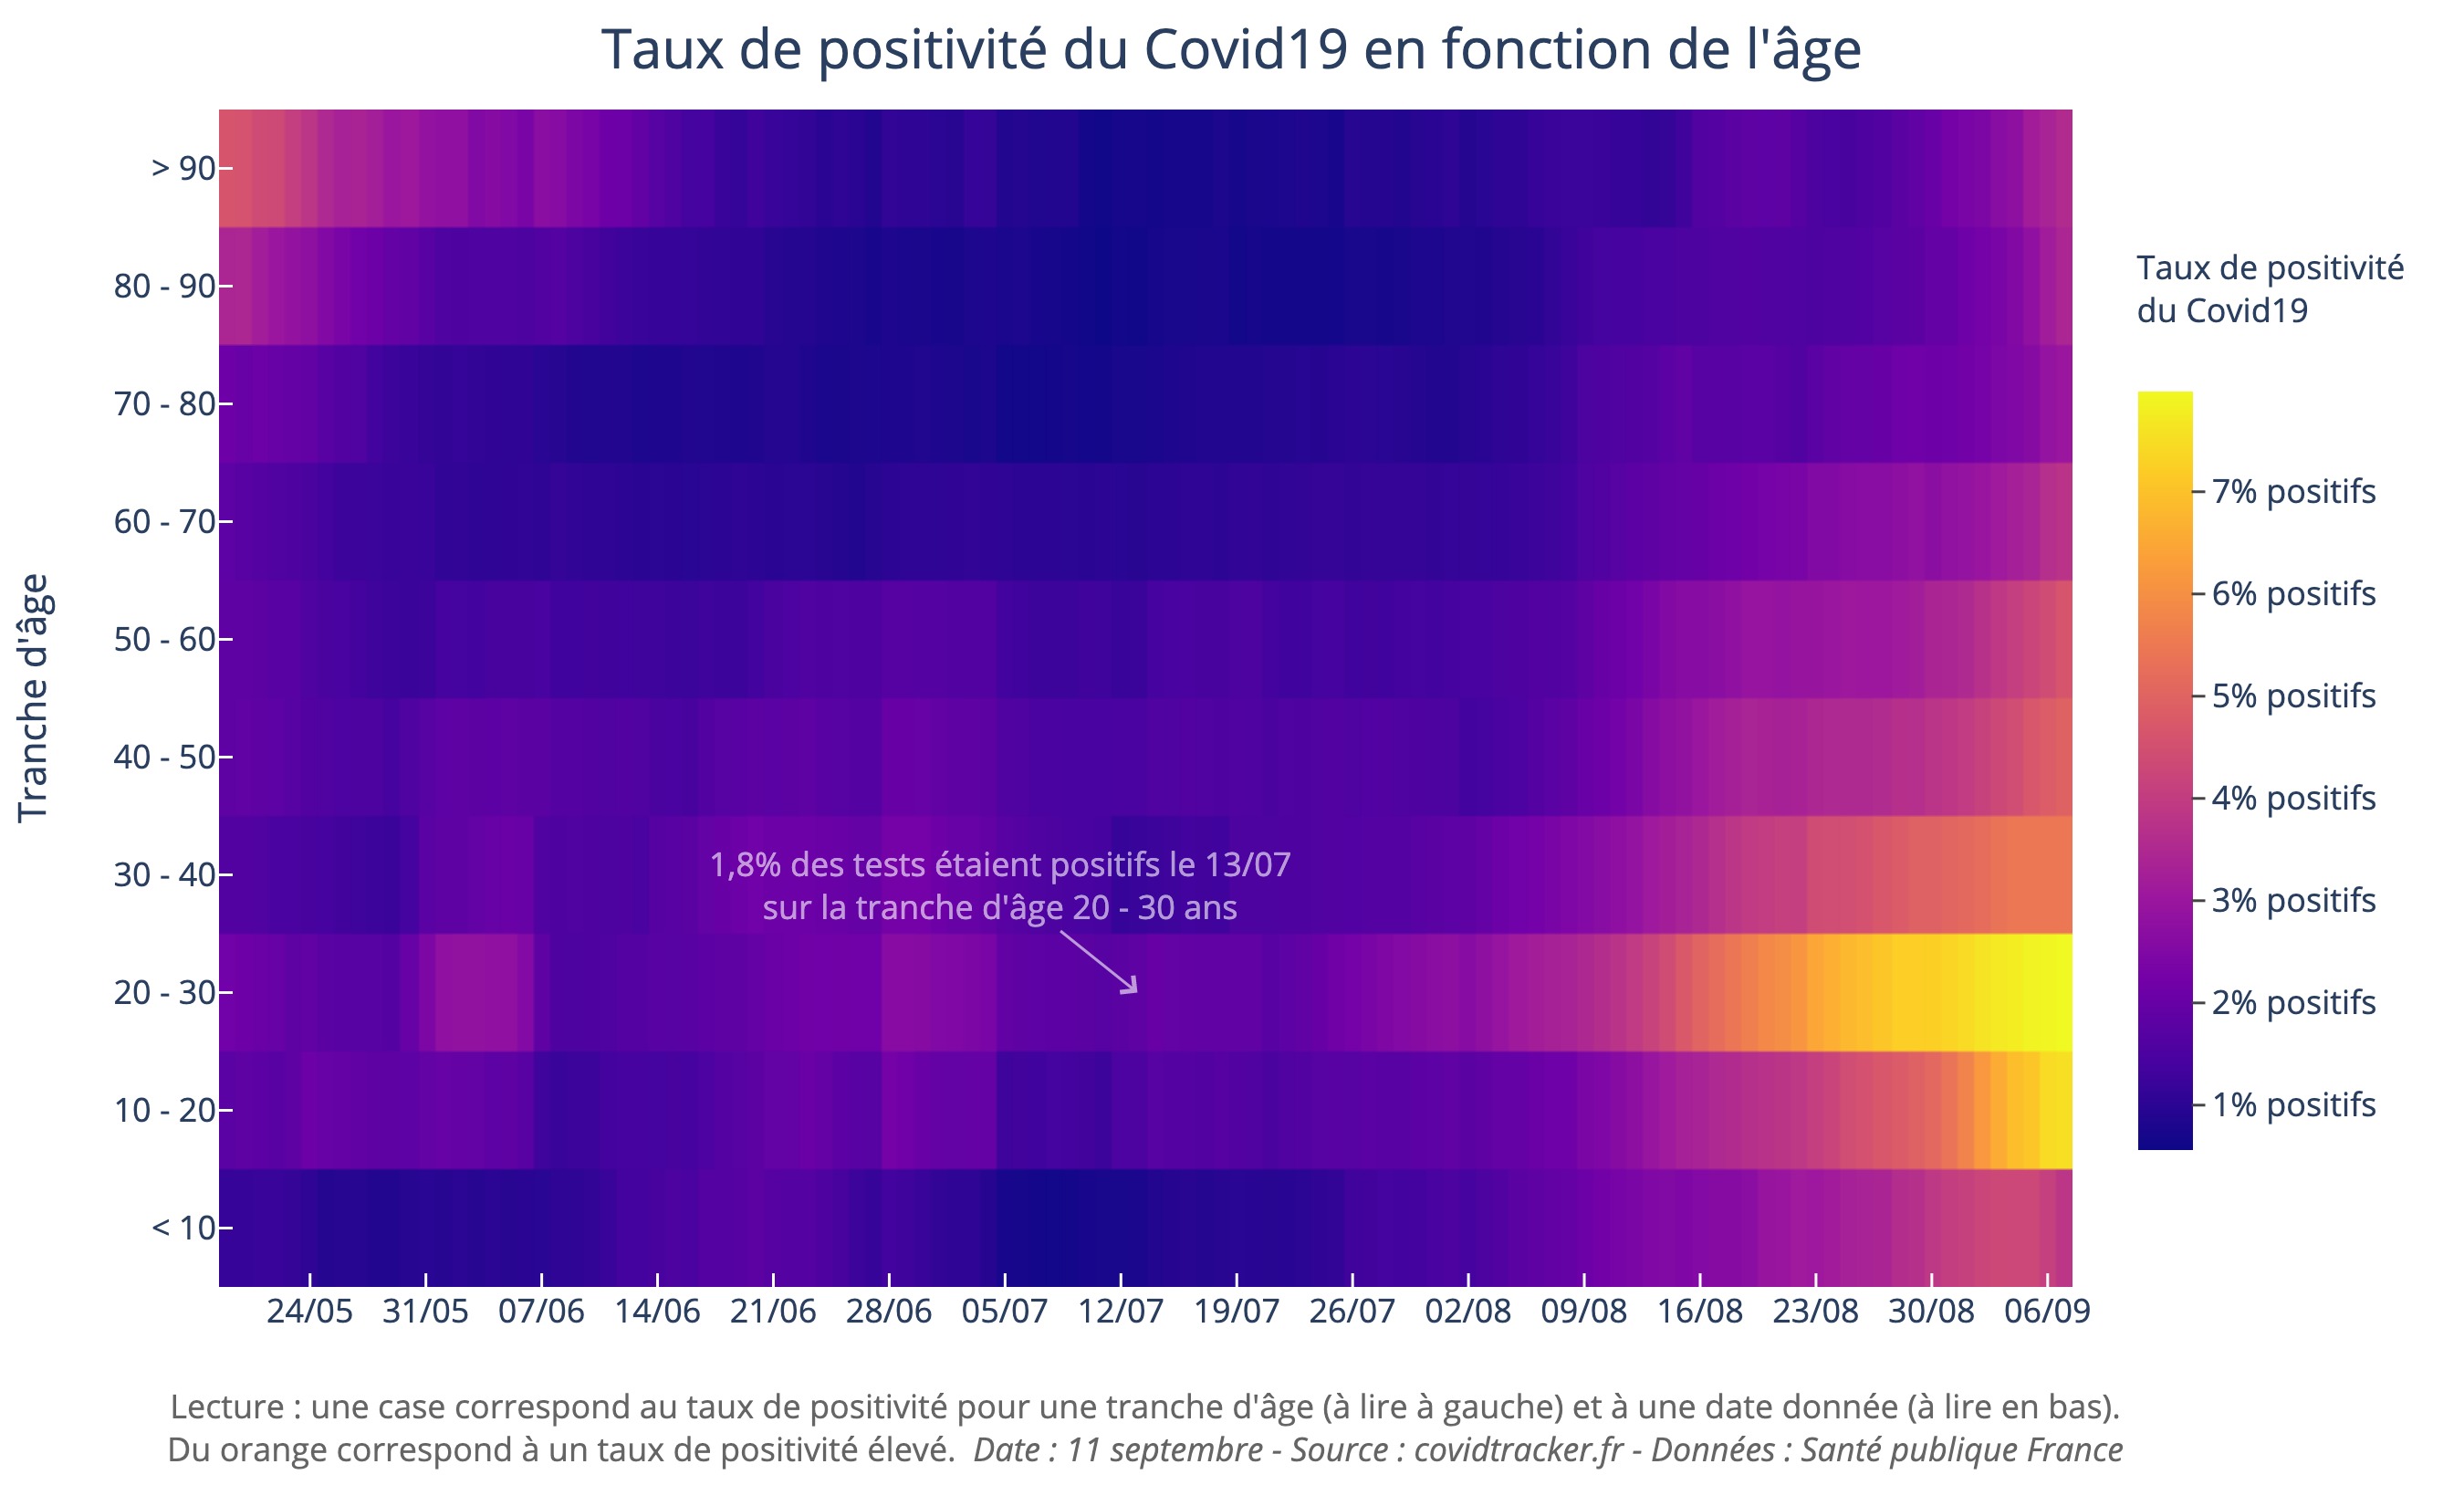 Taux de positivité du Covid19 en fonction de l'âge
> 90
80 - 90
70 - 80
60 - 70
50 - 60
40 - 50
30 - 40
20 - 30
10 - 20
< 10
Tranche d'âge
1,8% des tests étaient positifs le 13/07
sur la tranche d'âge 20 - 30 ans
24/05 31/05 07/06 14/06 21/06 28/06 05/07 12/07 19/07 26/07 02/08 09/08 16/08 23/08 30/08 06/09
Taux de positivité
du Covid19
7% positifs
6% positifs
5% positifs
4% positifs
3% positifs
2% positifs
1% positifs
Lecture : une case correspond au taux de positivité pour une tranche d'âge (à lire à gauche) et à une date donnée (à lire en bas).
Du orange correspond à un taux de positivité élevé. Date : 11 septembre - Source : covidtracker.fr - Données : Santé publique France